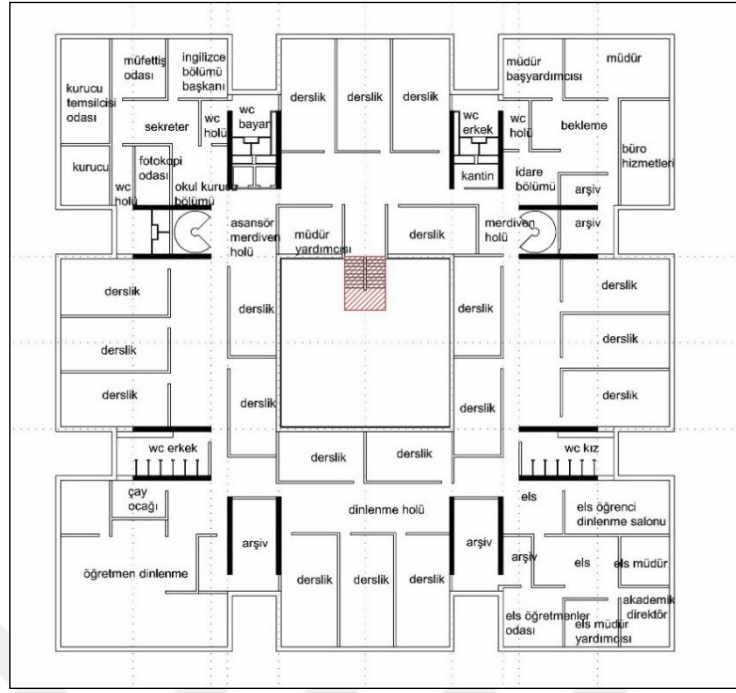 müfettiş
odası
ingilizce
bölümü
başkanı
kurucu
temsilcisi
odası
sekreter
wc
holü
wc
bayan
kurucu
fotokopi
odası
wc
holü
okul kurucu
bölümü
derslik
derslik
derslik
wc
erkek
kantin
müdür
başyardımcısı
müdür
wc
holü
bekleme
büro
hizmetleri
idare
bölümü
arşiv
arşiv
asansör
merdiven
holü
müdür
yardımcısı
derslik
merdiven
holü
derslik
derslik
derslik
derslik
derslik
derslik
derslik
derslik
derslik
derslik
wc erkek
derslik
derslik
wc kız
çay
ocağı
öğretmen dinlenme
arşiv
dinlenme holü
derslik
derslik
derslik
arşiv
els
els öğrenci
dinlenme salonu
arşiv
els
els müdür
els öğretmenler
odası
els müdür
yardımcısı
akademik
direktör